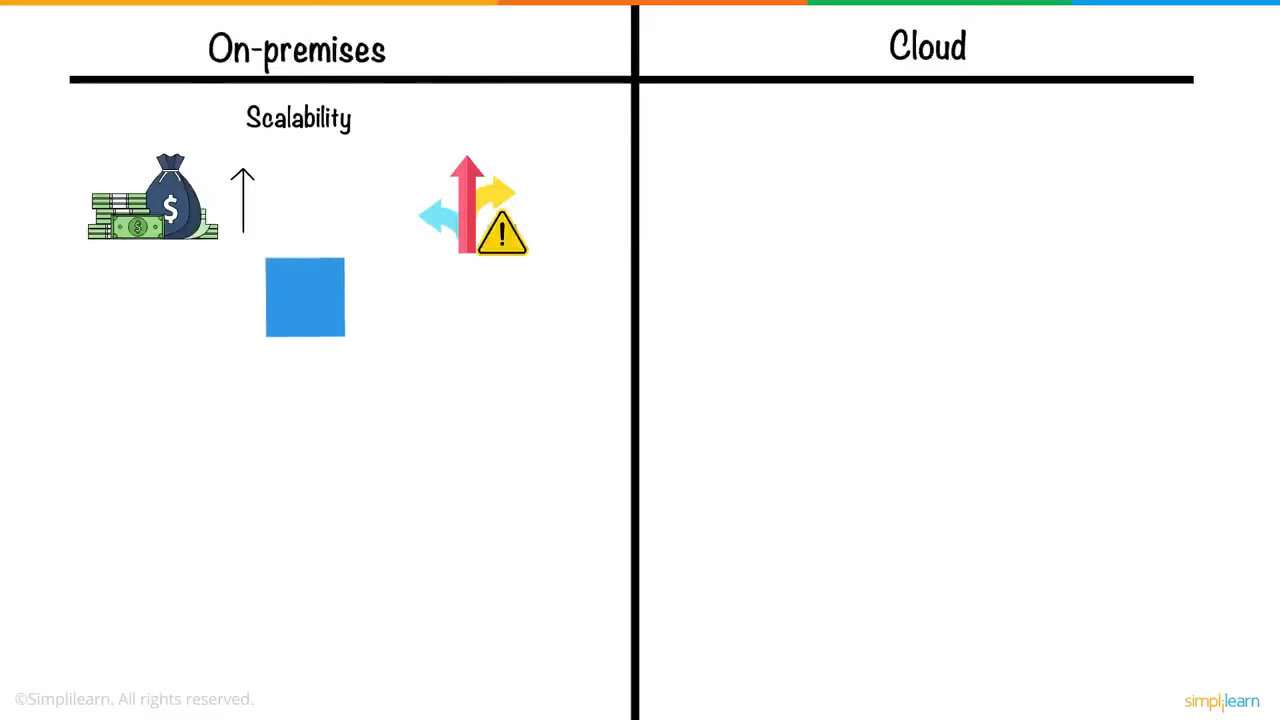 On-premises
Cloud
Scalability
$
$
!
©Simplilearn. All rights reserved.
simplilearn